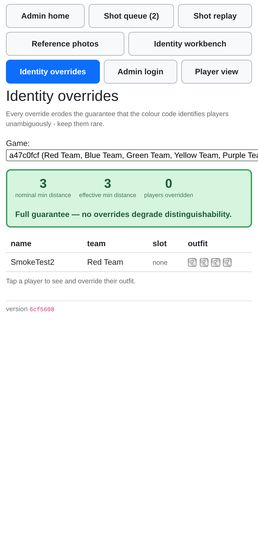 Admin home
Shot queue (2)
Shot replay
Reference photos
Identity workbench
Identity overrides
Admin login
Player view
Identity overrides
Every override erodes the guarantee that the colour code identifies players
unambiguously - keep them rare.
Game:
a47c0fcf (Red Team, Blue Team, Green Team, Yellow Team, Purple Tea
3 3 0
nominal min distance effective min distance players overridden
Full guarantee — no overrides degrade distinguishability.
name team slot outfit
SmokeTest2 Red Team none
Tap a player to see and override their outfit.
version 6cf5608